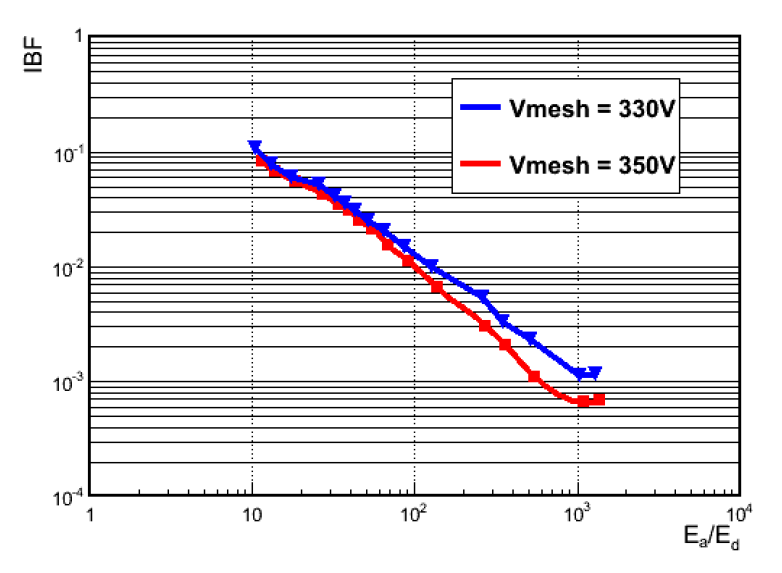 IBF
1
Vmesh = 330V
10⁻¹
Vmesh = 350V
10⁻²
10⁻³
10⁻⁴
1 10 10² 10³ 10⁴
Eₐ/E_d